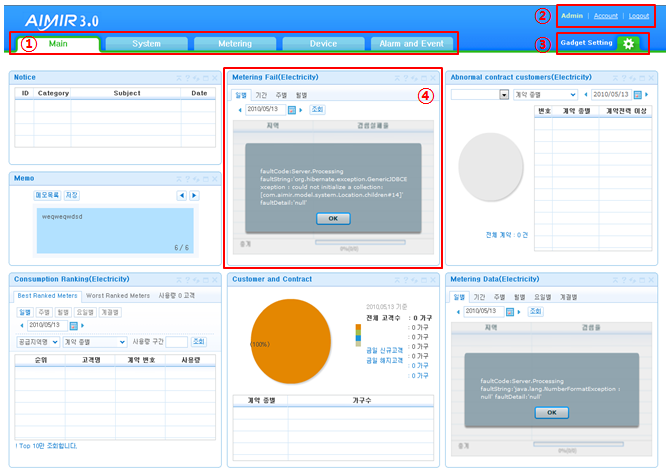 AIMIR 3.0
② Admin | Account | Logout
① Main System Metering Device Alarm and Event
③ Gadget Setting
Notice
ID Category Subject Date
Memo
메모목록 저장
weqweqwdsd
6 / 6
Metering Fail(Electricity)
일별 기간 주별 월별 ④
2010/05/13 조회
지역 검침실패율
faultCode:Server.Processing
faultString:'org.hibernate.exception.GenericJDBCE
xception : could not initialize a collection:
[com.aimir.model.system.Location.children#14]'
faultDetail:'null'
OK
총계 0%(0/0)
Abnormal contract customers(Electricity)
계약 종별 2010/05/13
번호 계약 종별 계약전력 이상
전체 계약 : 0 건
Consumption Ranking(Electricity)
Best Ranked Meters Worst Ranked Meters 사용량 0 고객
일별 주별 월별 요일별 계절별
2010/05/13
공급지역명 계약 종별 사용량 구간 조회
순위 고객명 계약 번호 사용량
! Top 10만 조회합니다.
Customer and Contract
(100%)
2010.05.13 기준
전체 고객수 : 0 가구
: 0 가구
: 0 가구
: 0 가구
금일 신규고객 : 0 가구
금일 해지고객 : 0 가구
: 0 가구
계약 종별 가구수
Metering Data(Electricity)
일별 기간 주별 월별 요일별 계절별
2010/05/13 조회
지역 검침율
faultCode:Server.Processing
faultString:'java.lang.NumberFormatException :
null' faultDetail:'null'
OK
총계 0%(0/0)